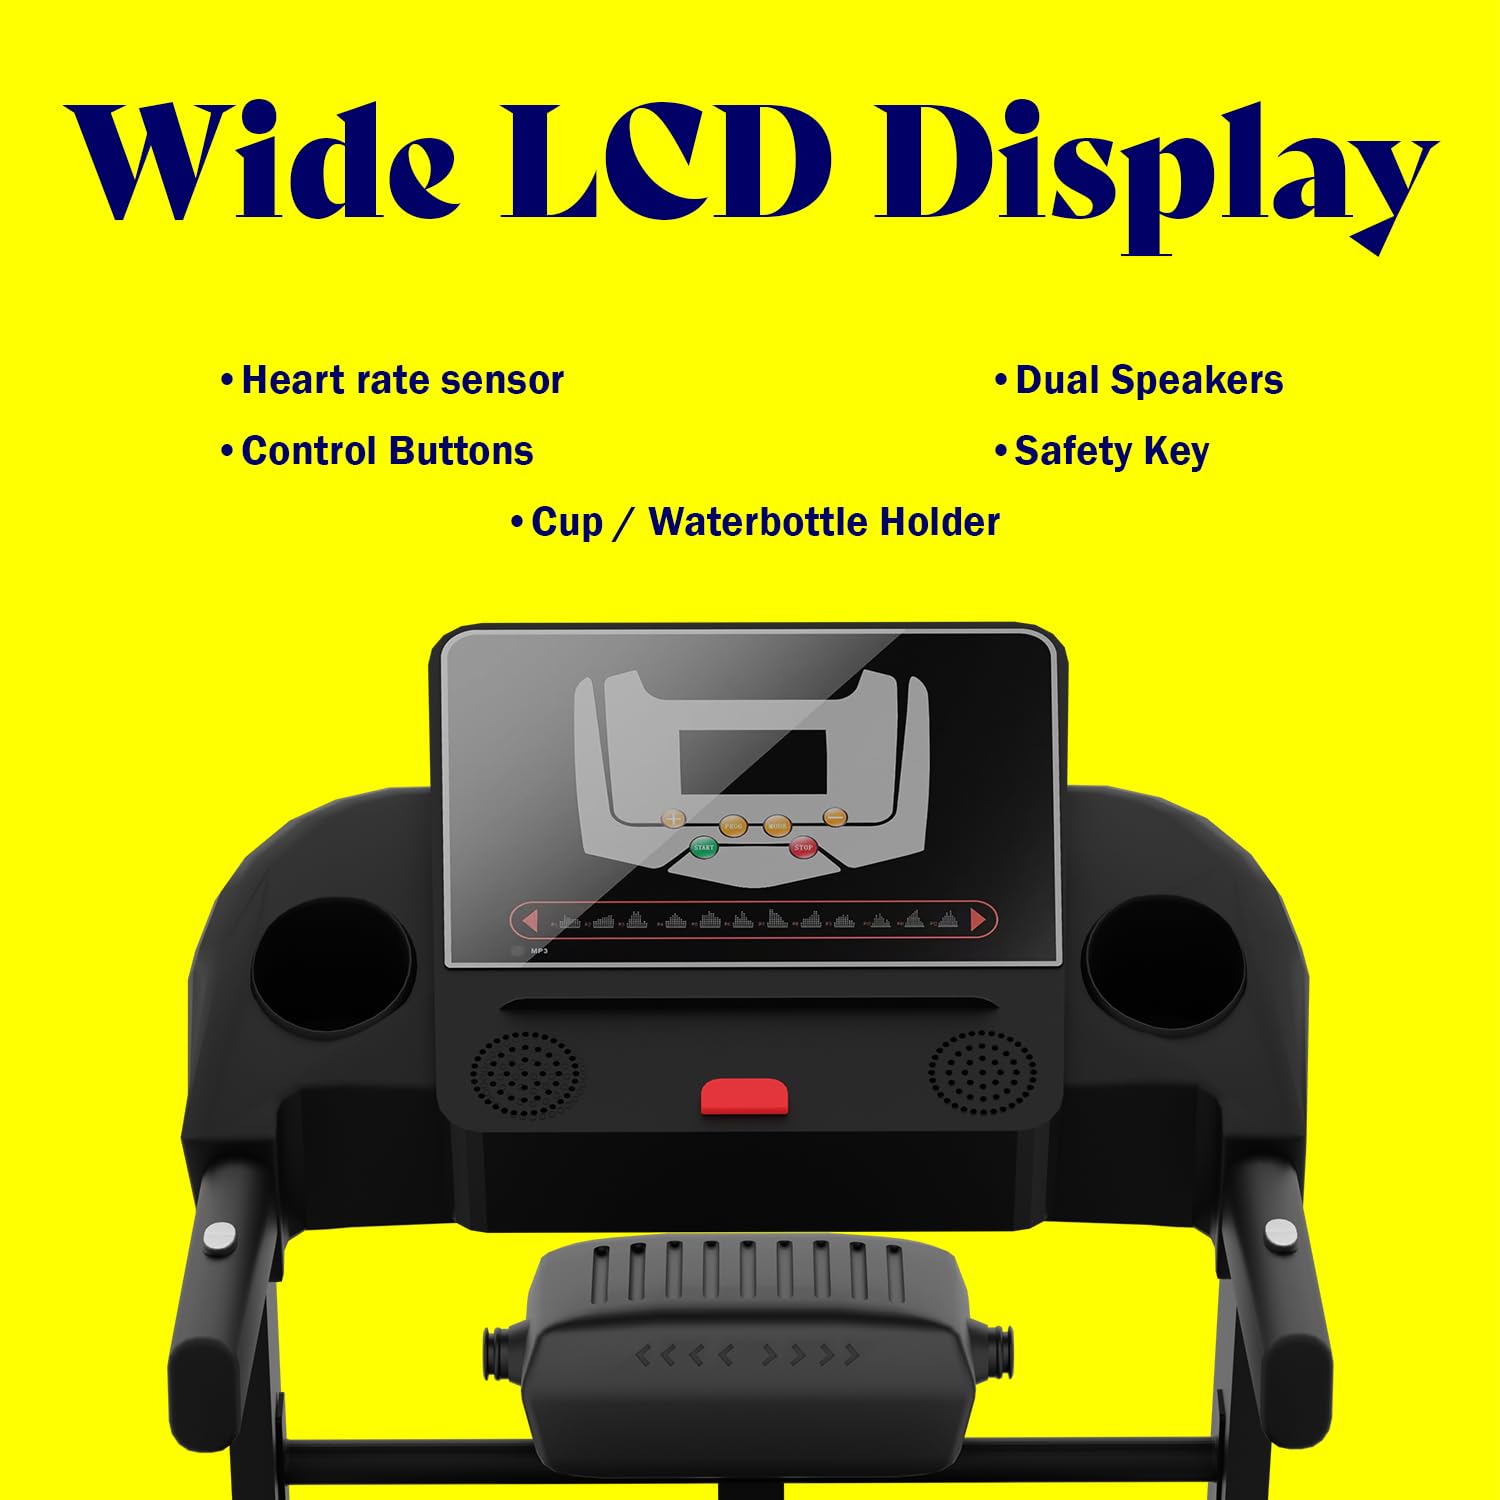 Wide LCD Display
• Heart rate sensor
• Dual Speakers
• Control Buttons
• Safety Key
• Cup / Waterbottle Holder
+ PROG MODE −
START STOP
MP3